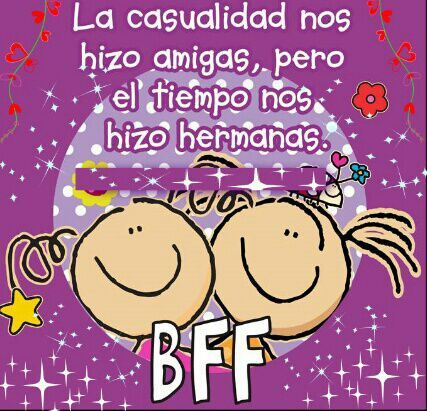 La casualidad nos
hizo amigas, pero
el tiempo nos
hizo hermanas.
BFF